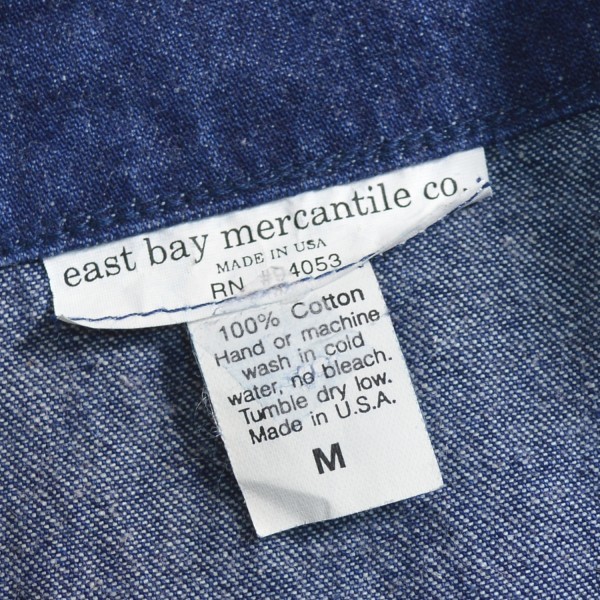 east bay mercantile co.
MADE IN USA
RN 4053
100% Cotton
Hand or machine
wash in cold
water, no bleach.
Tumble dry low.
Made in U.S.A.
M